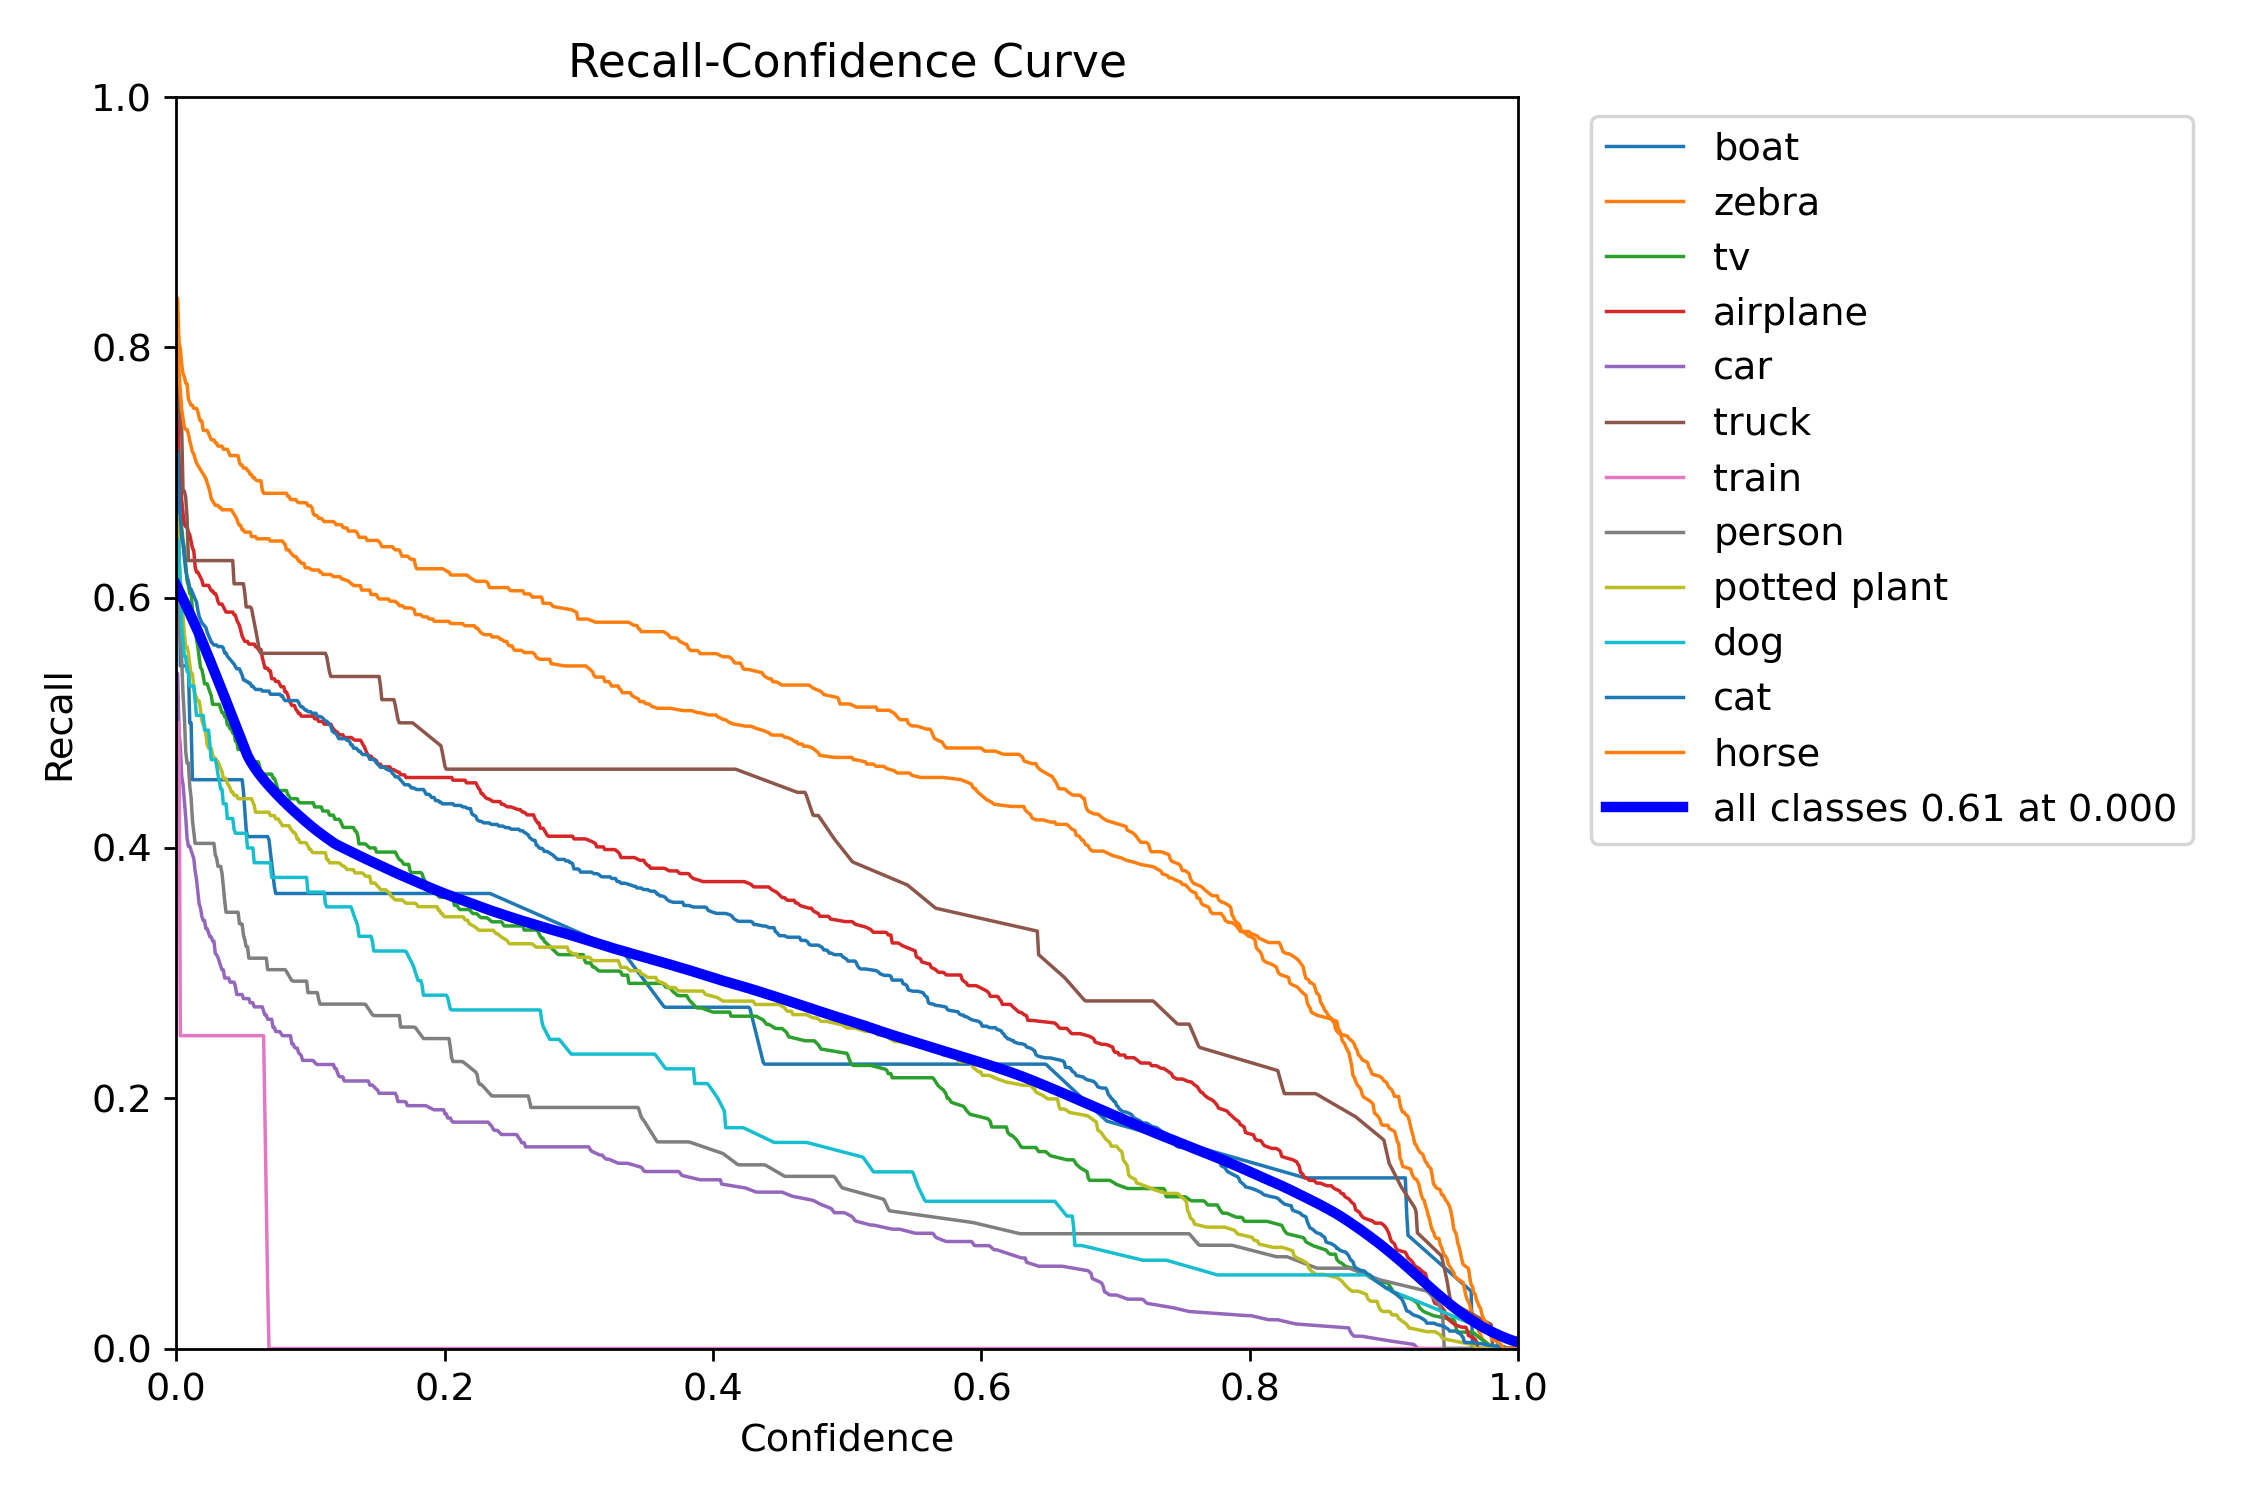 Recall-Confidence Curve
1.0
0.8
0.6
0.4
0.2
0.0
Recall
0.0 0.2 0.4 0.6 0.8 1.0
Confidence
boat
zebra
tv
airplane
car
truck
train
person
potted plant
dog
cat
horse
all classes 0.61 at 0.000